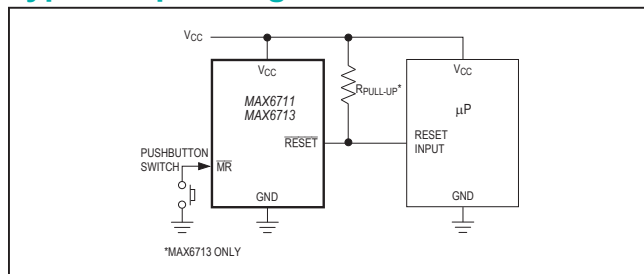 VCC
VCC
MAX6711
MAX6713
RESET
MR
GND
PUSHBUTTON
SWITCH
RPULL-UP*
VCC
μP
RESET
INPUT
GND
*MAX6713 ONLY